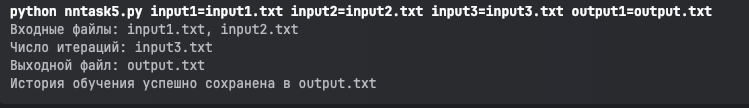 python nntask5.py input1=input1.txt input2=input2.txt input3=input3.txt output1=output.txt
Входные файлы: input1.txt, input2.txt
Число итераций: input3.txt
Выходной файл: output.txt
История обучения успешно сохранена в output.txt